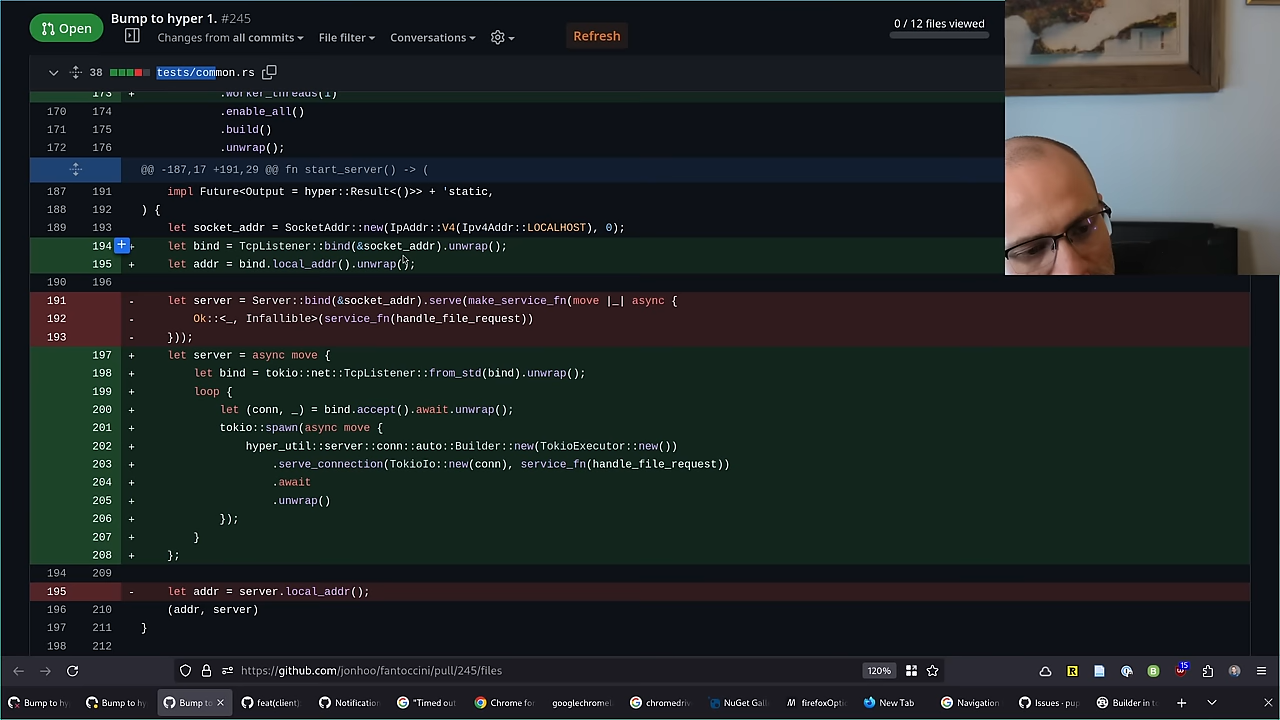 Open
Bump to hyper 1. #245
Changes from all commits
File filter
Conversations
Refresh
0 / 12 files viewed
38
tests/common.rs
173 + .worker_threads(1)
170 174 .enable_all()
171 175 .build()
172 176 .unwrap();
@@ -187,17 +191,29 @@ fn start_server() -> (
187 191 impl Future<Output = hyper::Result<()>> + 'static,
188 192 ) {
189 193 let socket_addr = SocketAddr::new(IpAddr::V4(Ipv4Addr::LOCALHOST), 0);
194 + let bind = TcpListener::bind(&socket_addr).unwrap();
195 + let addr = bind.local_addr().unwrap();
190 196
191 - let server = Server::bind(&socket_addr).serve(make_service_fn(move |_| async {
192 - Ok::<_, Infallible>(service_fn(handle_file_request))
193 - }));
197 + let server = async move {
198 + let bind = tokio::net::TcpListener::from_std(bind).unwrap();
199 + loop {
200 + let (conn, _) = bind.accept().await.unwrap();
201 + tokio::spawn(async move {
202 + hyper_util::server::conn::auto::Builder::new(TokioExecutor::new())
203 + .serve_connection(TokioIo::new(conn), service_fn(handle_file_request))
204 + .await
205 + .unwrap()
206 + });
207 + }
208 + };
194 209
195 - let addr = server.local_addr();
196 210 (addr, server)
197 211 }
198 212
https://github.com/jonhoo/fantoccini/pull/245/files
120%
15
Bump to hy
Bump to hy
Bump to
feat(client)
Notification
"Timed out
Chrome for
googlechromel
chromedriv
NuGet Gall
firefoxOpti
New Tab
Navigation
Issues · pup
Builder in t